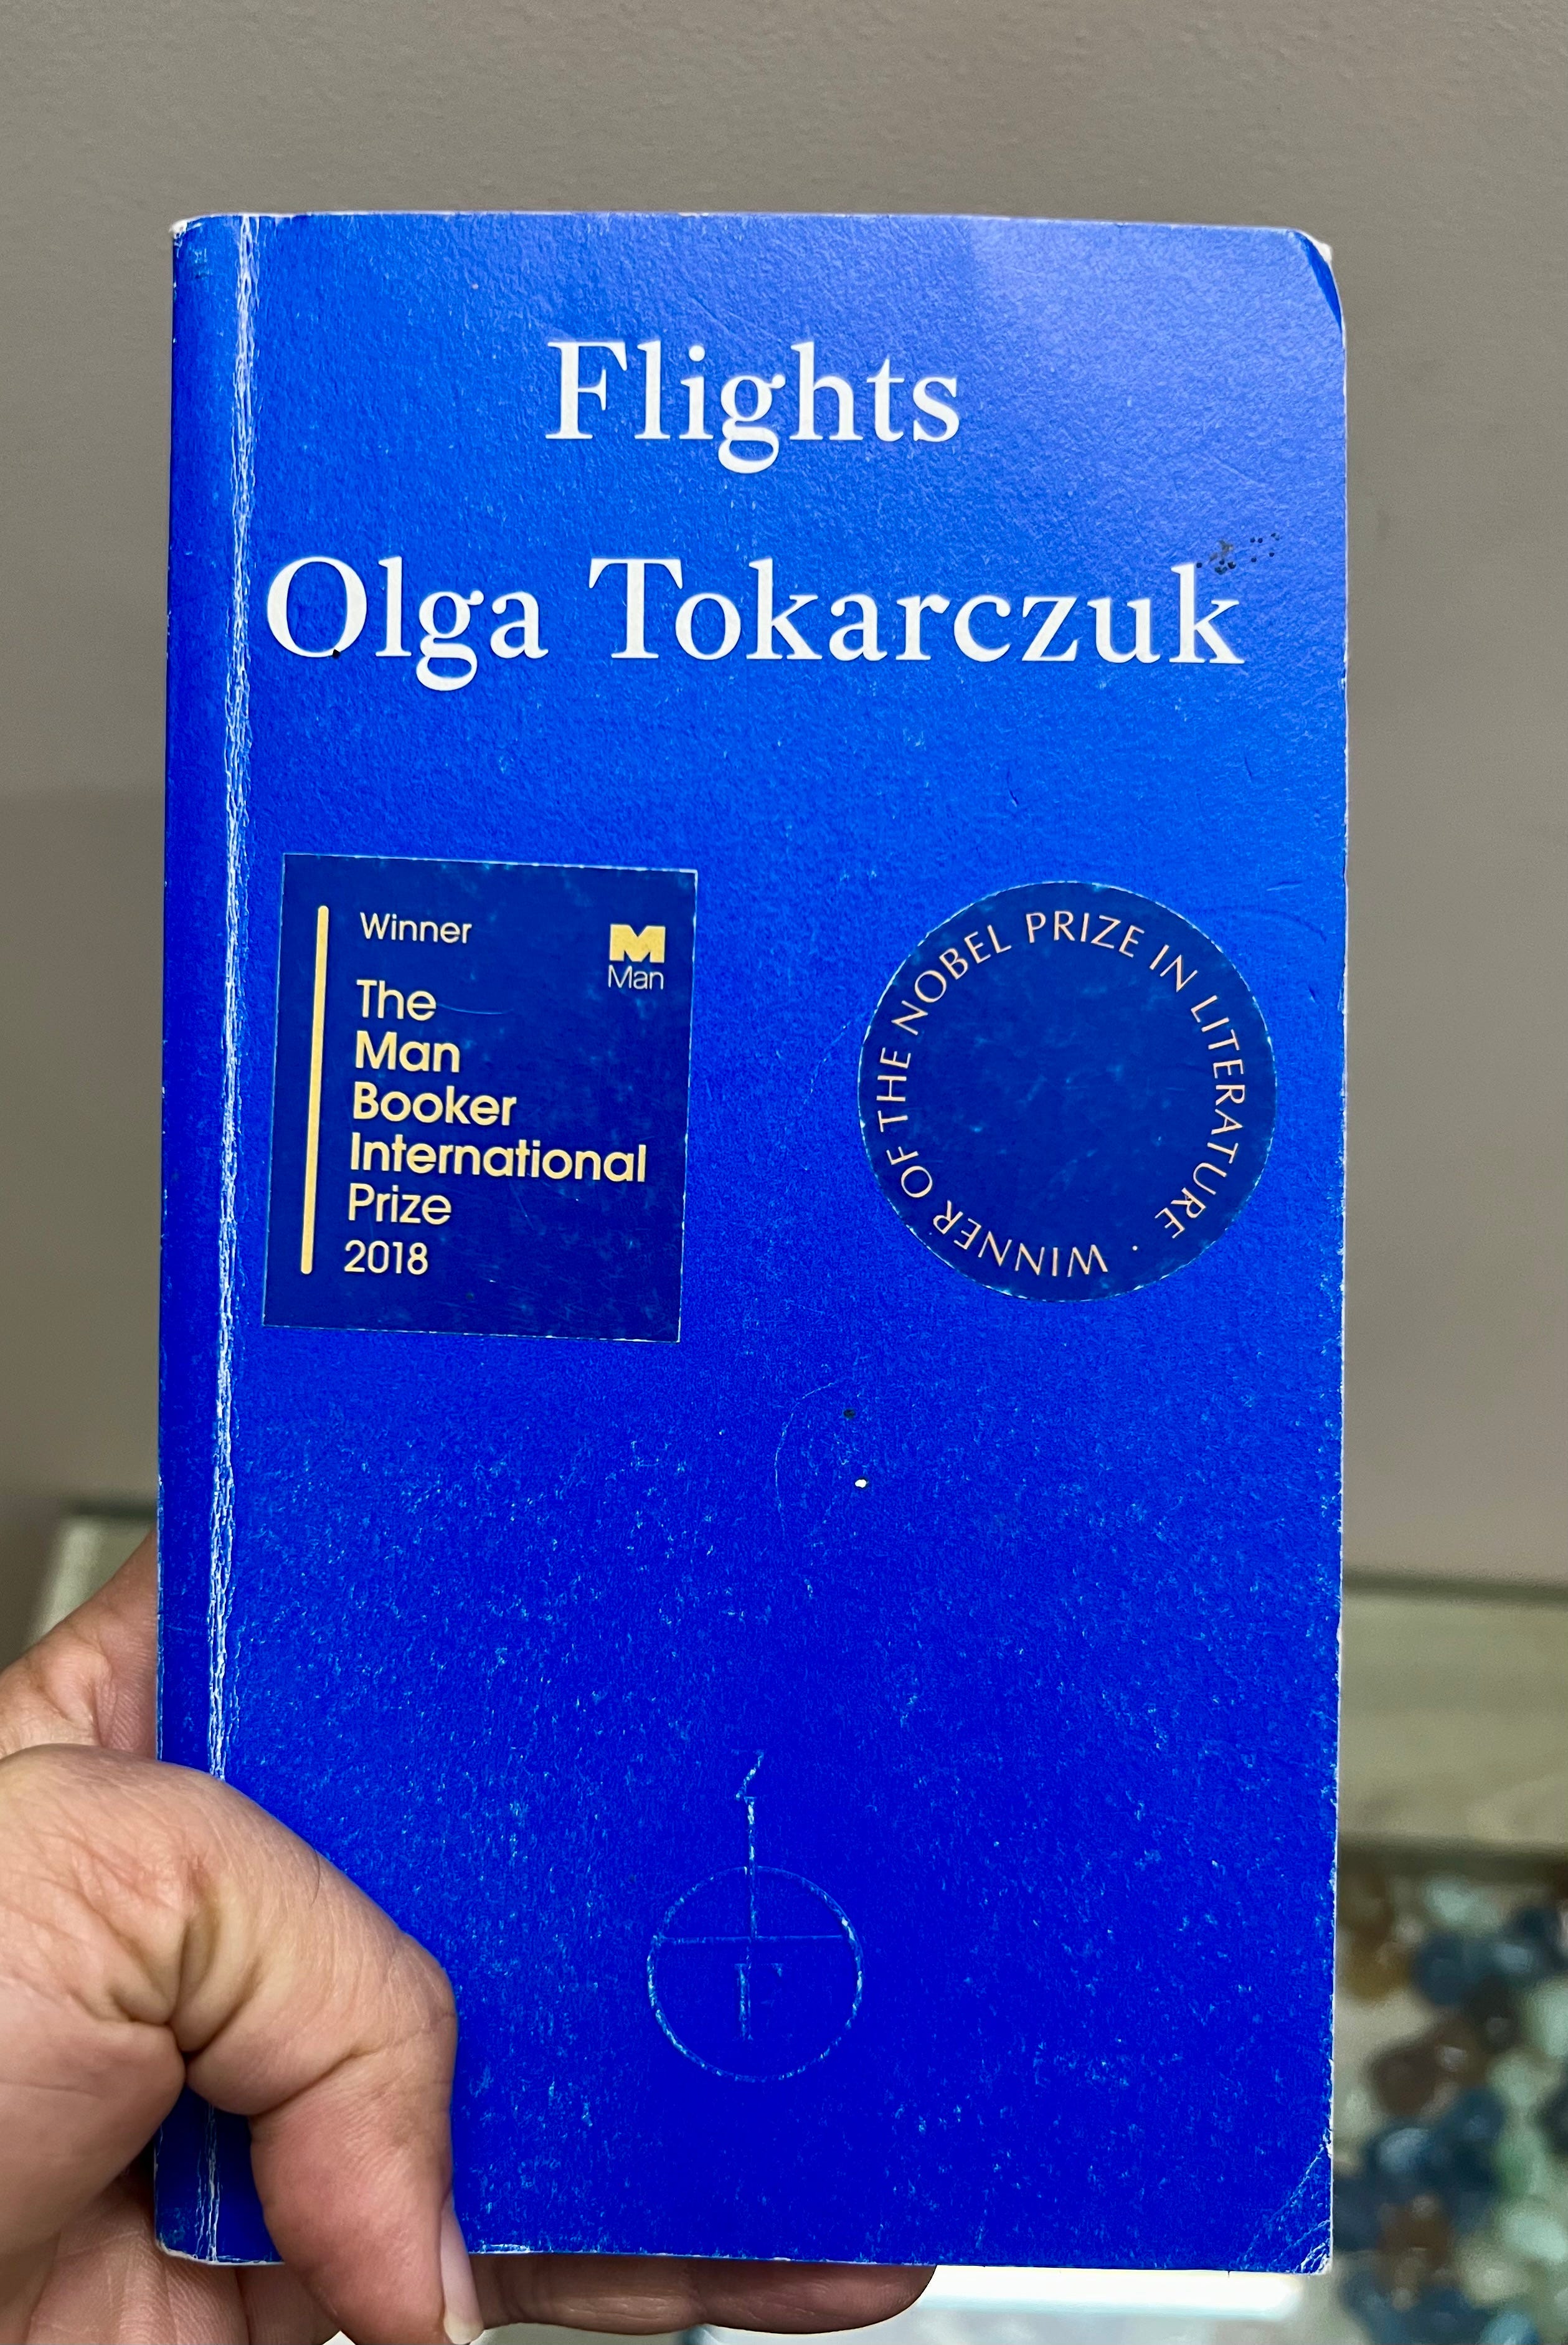 Flights
Olga Tokarczuk
Winner
M
Man
The
Man
Booker
International
Prize
2018
WINNER OF THE NOBEL PRIZE IN LITERATURE ·
F